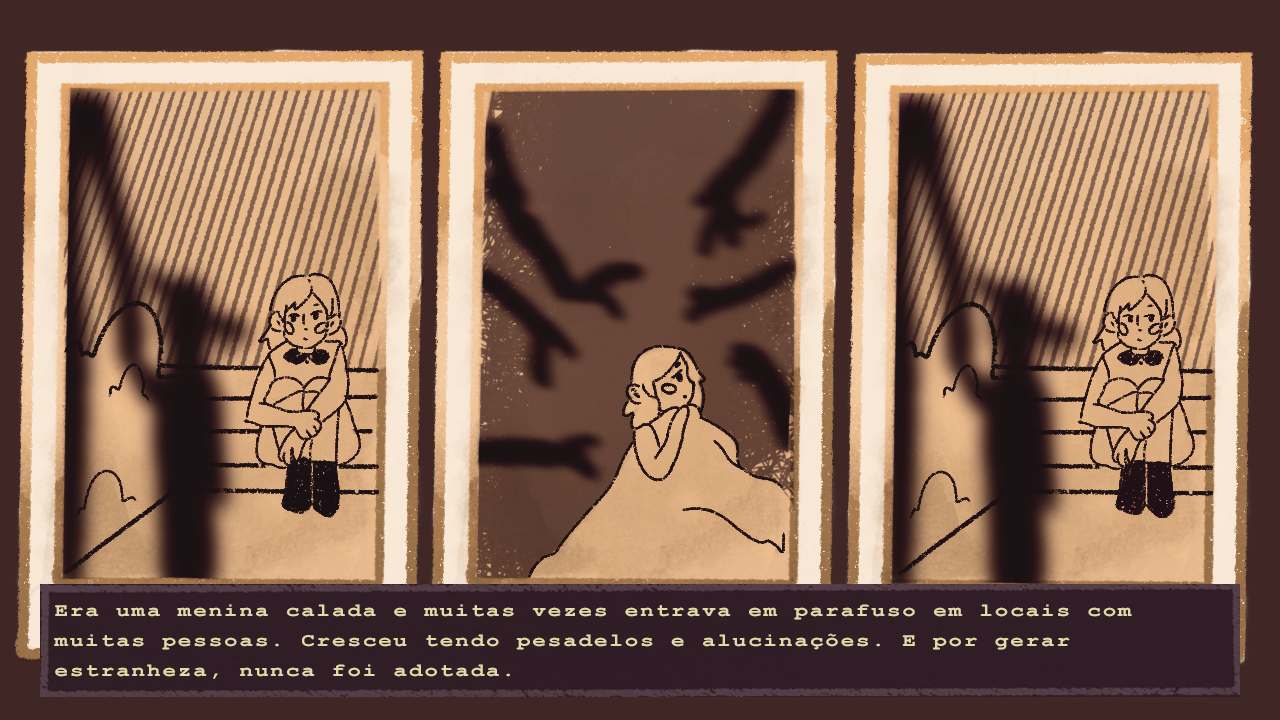 Era uma menina calada e muitas vezes entrava em parafuso em locais com
muitas pessoas. Cresceu tendo pesadelos e alucinações. E por gerar
estranheza, nunca foi adotada.